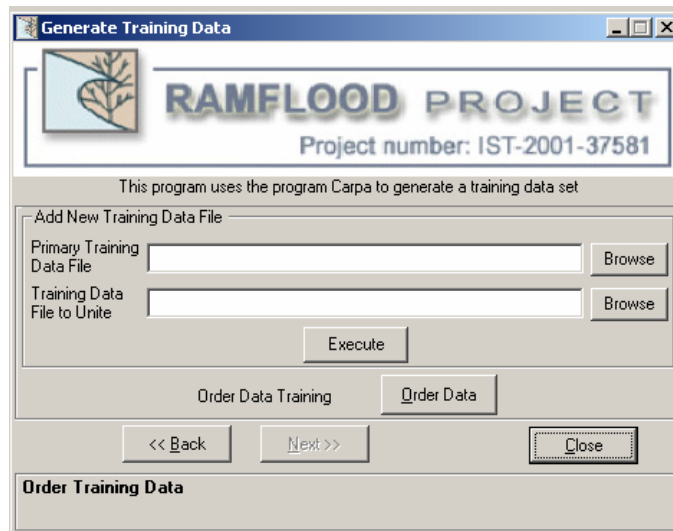 Generate Training Data
RAMFLOOD PROJECT
Project number: IST-2001-37581
This program uses the program Carpa to generate a training data set
Add New Training Data File
Primary Training
Data File
Browse
Training Data
File to Unite
Browse
Execute
Order Data Training
Order Data
<< Back
Next >>
Close
Order Training Data